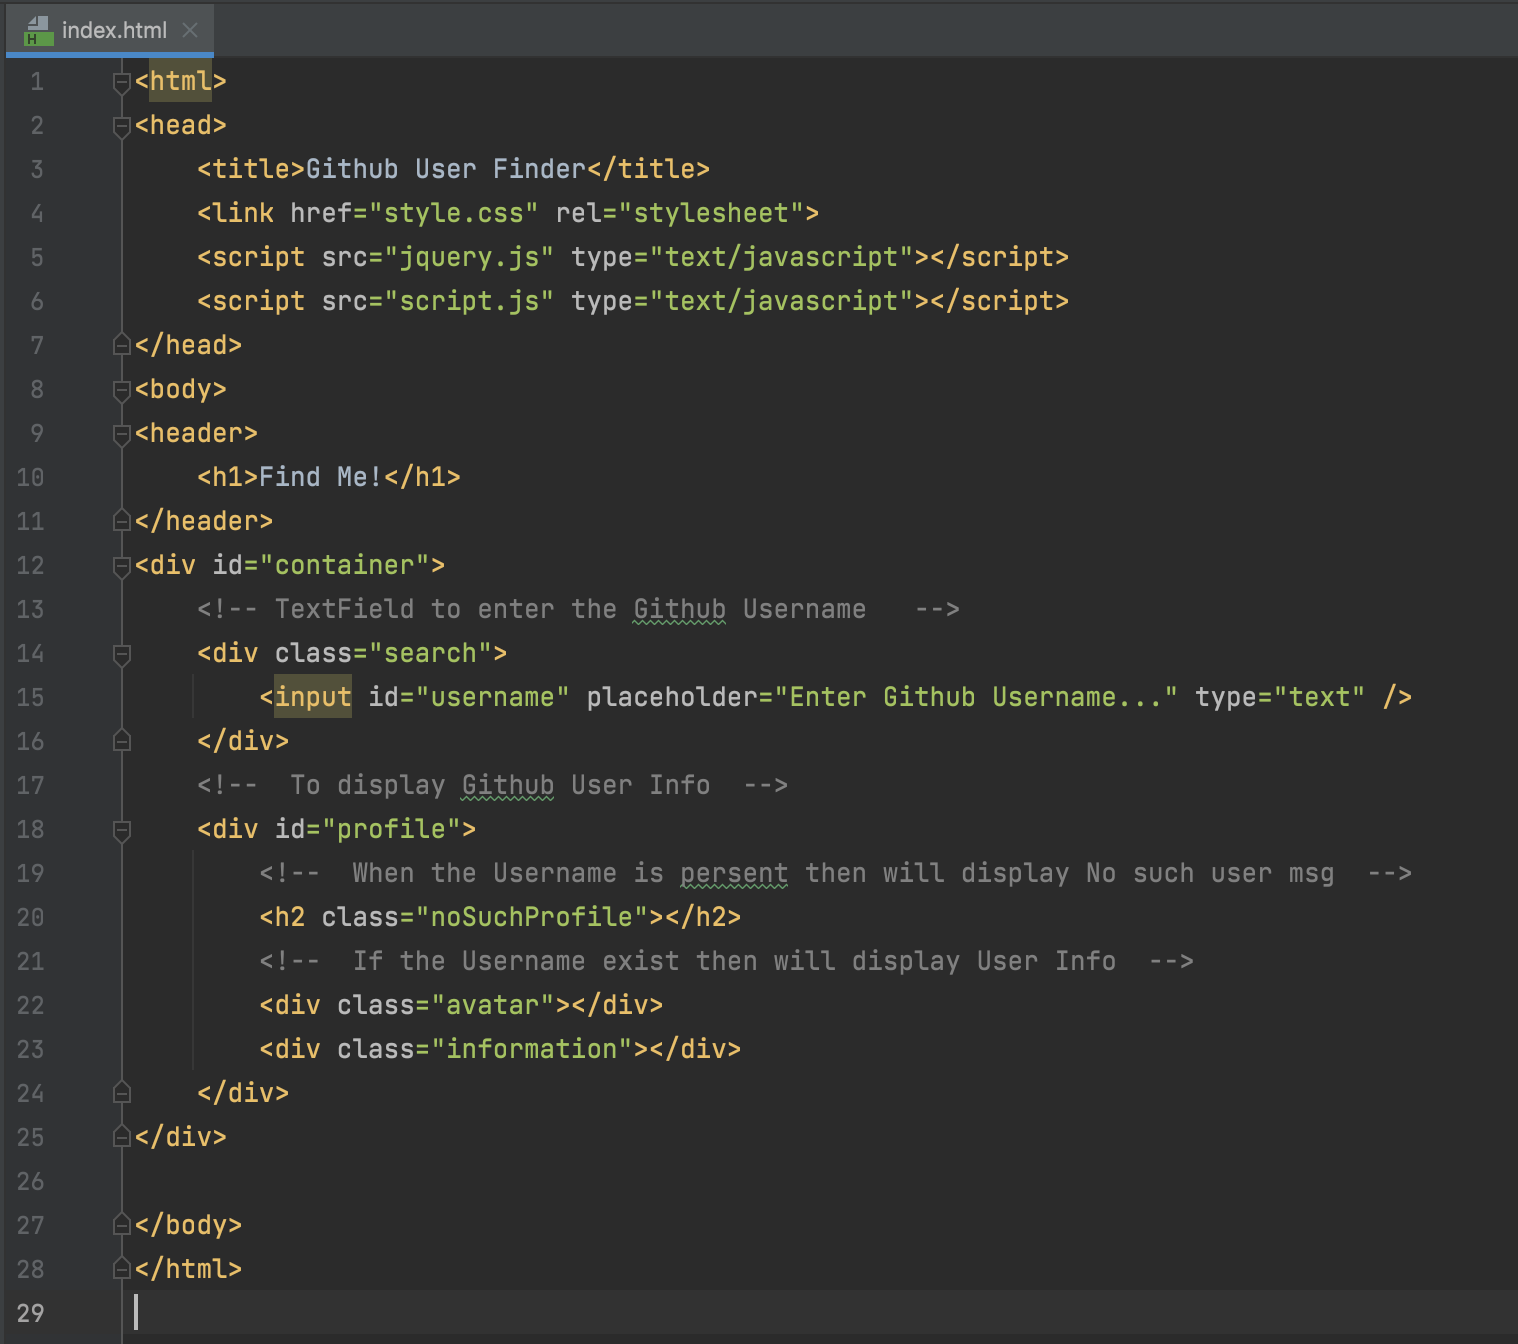 index.html
1 <html>
2 <head>
3     <title>Github User Finder</title>
4     <link href="style.css" rel="stylesheet">
5     <script src="jquery.js" type="text/javascript"></script>
6     <script src="script.js" type="text/javascript"></script>
7 </head>
8 <body>
9 <header>
10     <h1>Find Me!</h1>
11 </header>
12 <div id="container">
13     <!-- TextField to enter the Github Username   -->
14     <div class="search">
15         <input id="username" placeholder="Enter Github Username..." type="text" />
16     </div>
17     <!--  To display Github User Info  -->
18     <div id="profile">
19         <!--  When the Username is persent then will display No such user msg  -->
20         <h2 class="noSuchProfile"></h2>
21         <!--  If the Username exist then will display User Info  -->
22         <div class="avatar"></div>
23         <div class="information"></div>
24     </div>
25 </div>
26
27 </body>
28 </html>
29